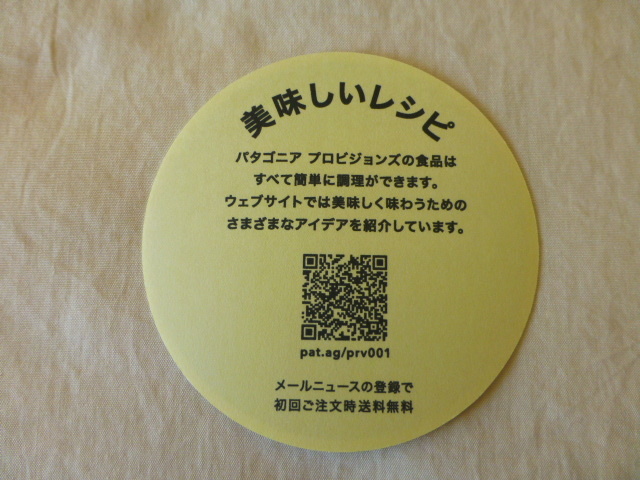 美味しいレシピ
パタゴニア プロビジョンズの食品は
すべて簡単に調理ができます。
ウェブサイトでは美味しく味わうための
さまざまなアイデアを紹介しています。
pat.ag/prv001
メールニュースの登録で
初回ご注文時送料無料